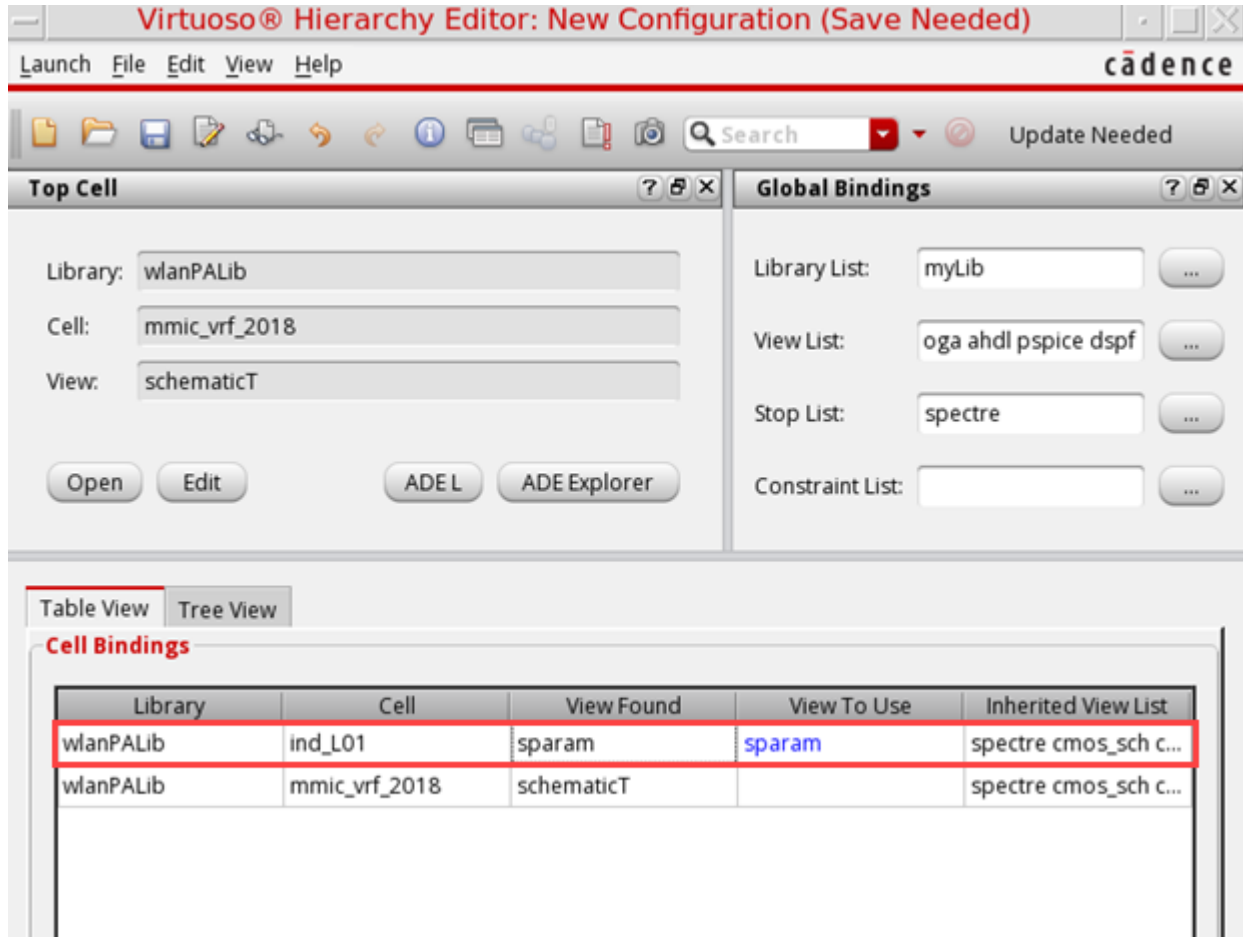 Virtuoso® Hierarchy Editor: New Configuration (Save Needed)
Launch File Edit View Help cādence
Search Update Needed
Top Cell
Library: wlanPALib
Cell: mmic_vrf_2018
View: schematicT
Open Edit ADE L ADE Explorer
Global Bindings
Library List: myLib ...
View List: oga ahdl pspice dspf ...
Stop List: spectre ...
Constraint List: ...
Table View Tree View
Cell Bindings
Library Cell View Found View To Use Inherited View List
wlanPALib ind_L01 sparam sparam spectre cmos_sch c...
wlanPALib mmic_vrf_2018 schematicT spectre cmos_sch c...